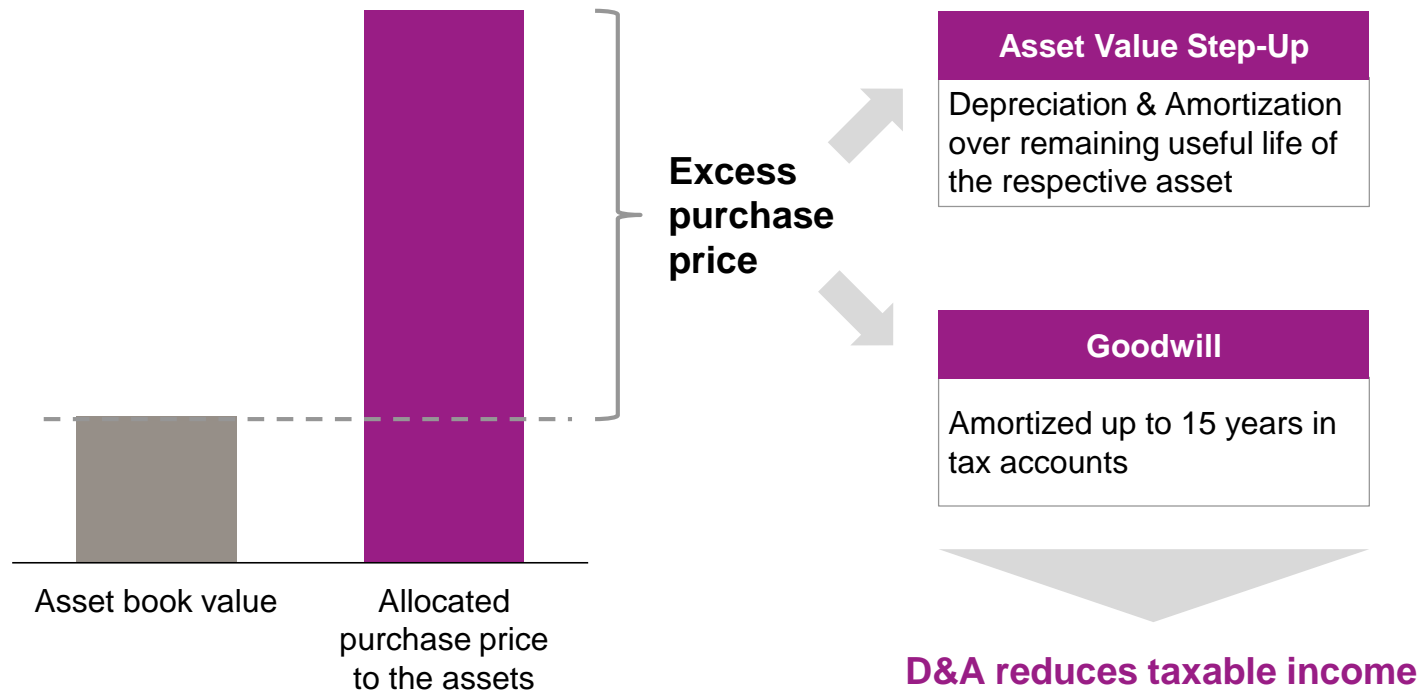 Asset book value
Allocated
purchase price
to the assets
Excess
purchase
price
Asset Value Step-Up
Depreciation & Amortization
over remaining useful life of
the respective asset
Goodwill
Amortized up to 15 years in
tax accounts
D&A reduces taxable income